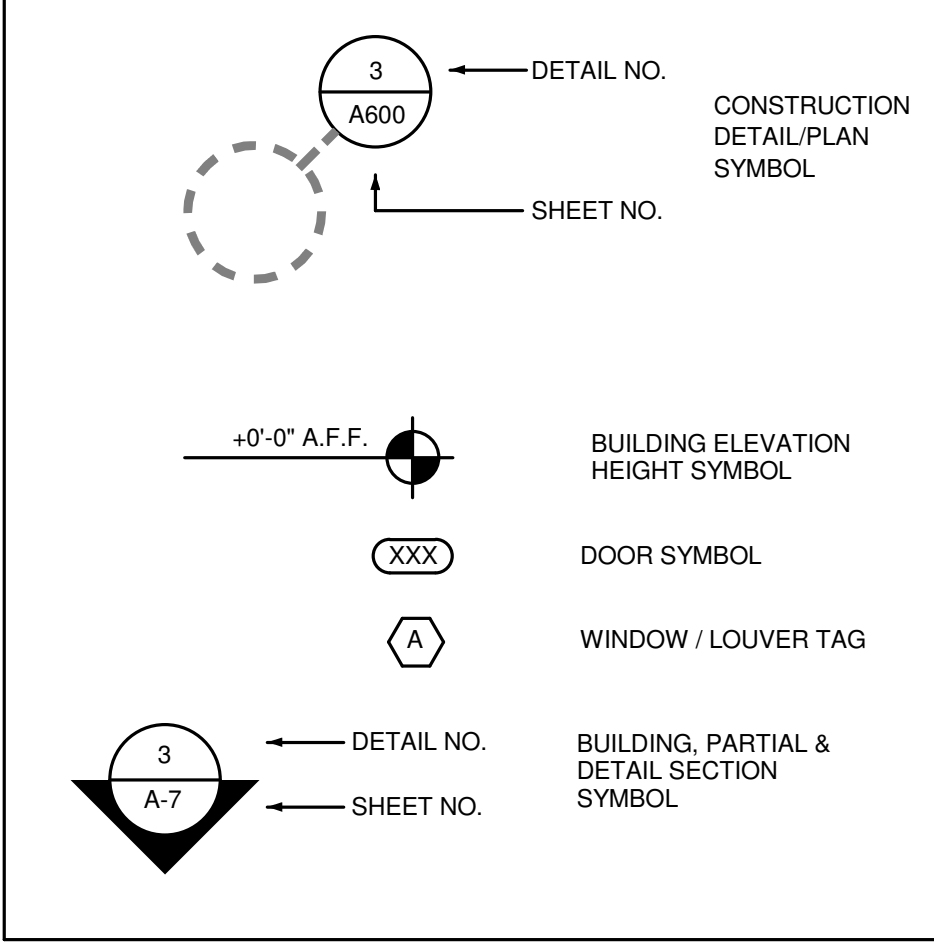 3
DETAIL NO.
A600
CONSTRUCTION
DETAIL/PLAN
SYMBOL
SHEET NO.
+0'-0" A.F.F.
BUILDING ELEVATION
HEIGHT SYMBOL
XXX
DOOR SYMBOL
A
WINDOW / LOUVER TAG
3
DETAIL NO.
A-7
SHEET NO.
BUILDING, PARTIAL &
DETAIL SECTION
SYMBOL